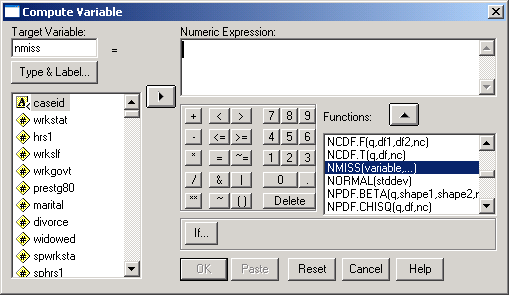 Compute Variable
Target Variable:
nmiss
=
Numeric Expression:
Type & Label...
caseid
wrkstat
hrs1
wrkslf
wrkgovt
prestg80
marital
divorce
widowed
spwrksta
sphrs1
+ < > 7 8 9
- <= >= 4 5 6
* = ~= 1 2 3
/ & | 0 .
** ~ ( ) Delete
Functions:
NCDF.F(q,df1,df2,nc)
NCDF.T(q,df,nc)
NMISS(variable,...)
NORMAL(stddev)
NPDF.BETA(q,shape1,shape2,n
NPDF.CHISQ(q,df,nc)
If...
OK Paste Reset Cancel Help